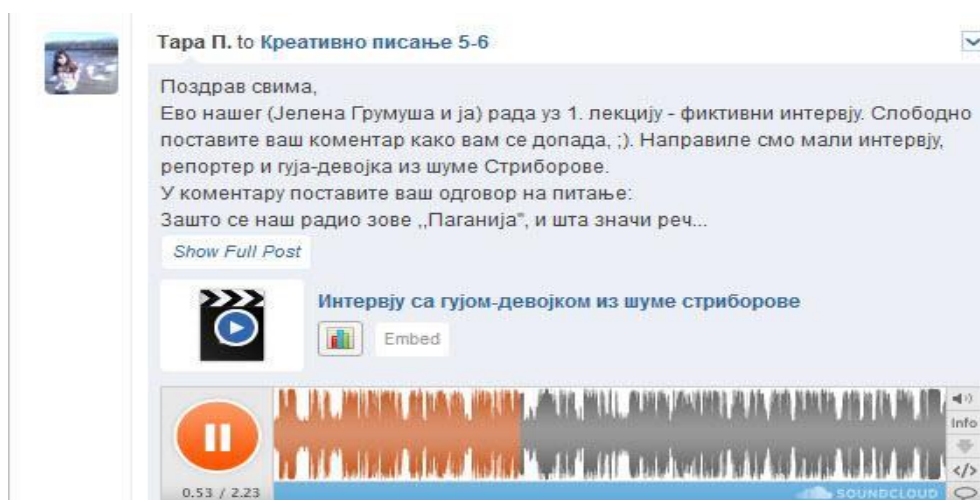 Тара П. to Креативно писање 5-6
Поздрав свима,
Ево нашег (Јелена Грумуша и ја) рада уз 1. лекцију - фиктивни интервју. Слободно
поставите ваш коментар како вам се допада, ;). Направиле смо мали интервју,
репортер и гуја-девојка из шуме Стриборове.
У коментару поставите ваш одговор на питање:
Зашто се наш радио зове ,,Паганија", и шта значи реч...
Show Full Post
Интервју са гујом-девојком из шуме стриборове
Embed
Info
</>
0.53 / 2.23
SOUNDCLOUD